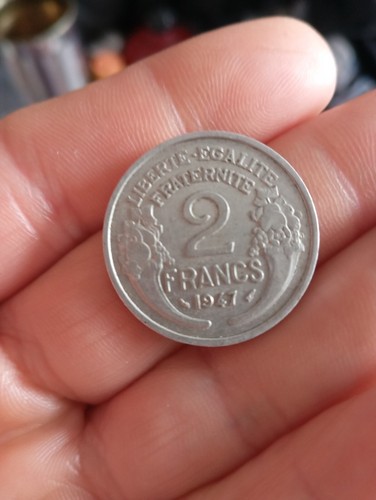 LIBERTE·EGALITE
FRATERNITE
2
FRANCS
1947